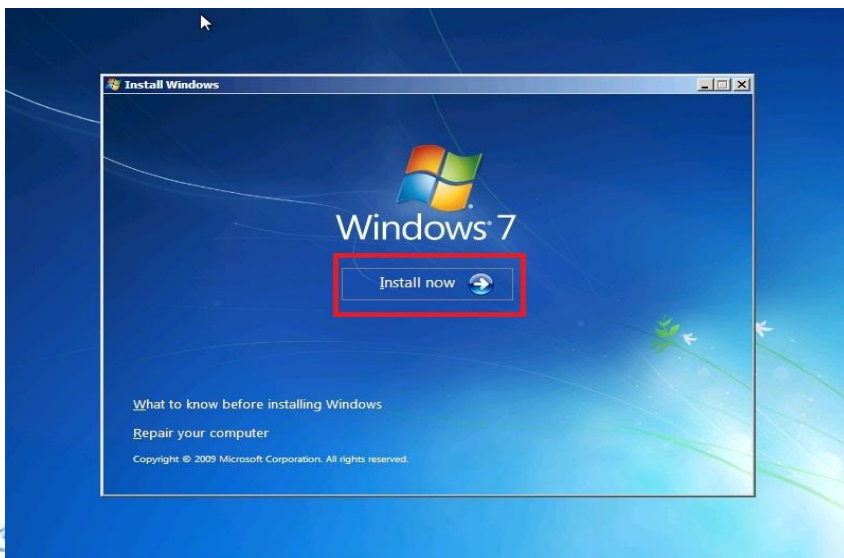 Install Windows
Windows 7
Install now
What to know before installing Windows
Repair your computer
Copyright © 2009 Microsoft Corporation. All rights reserved.